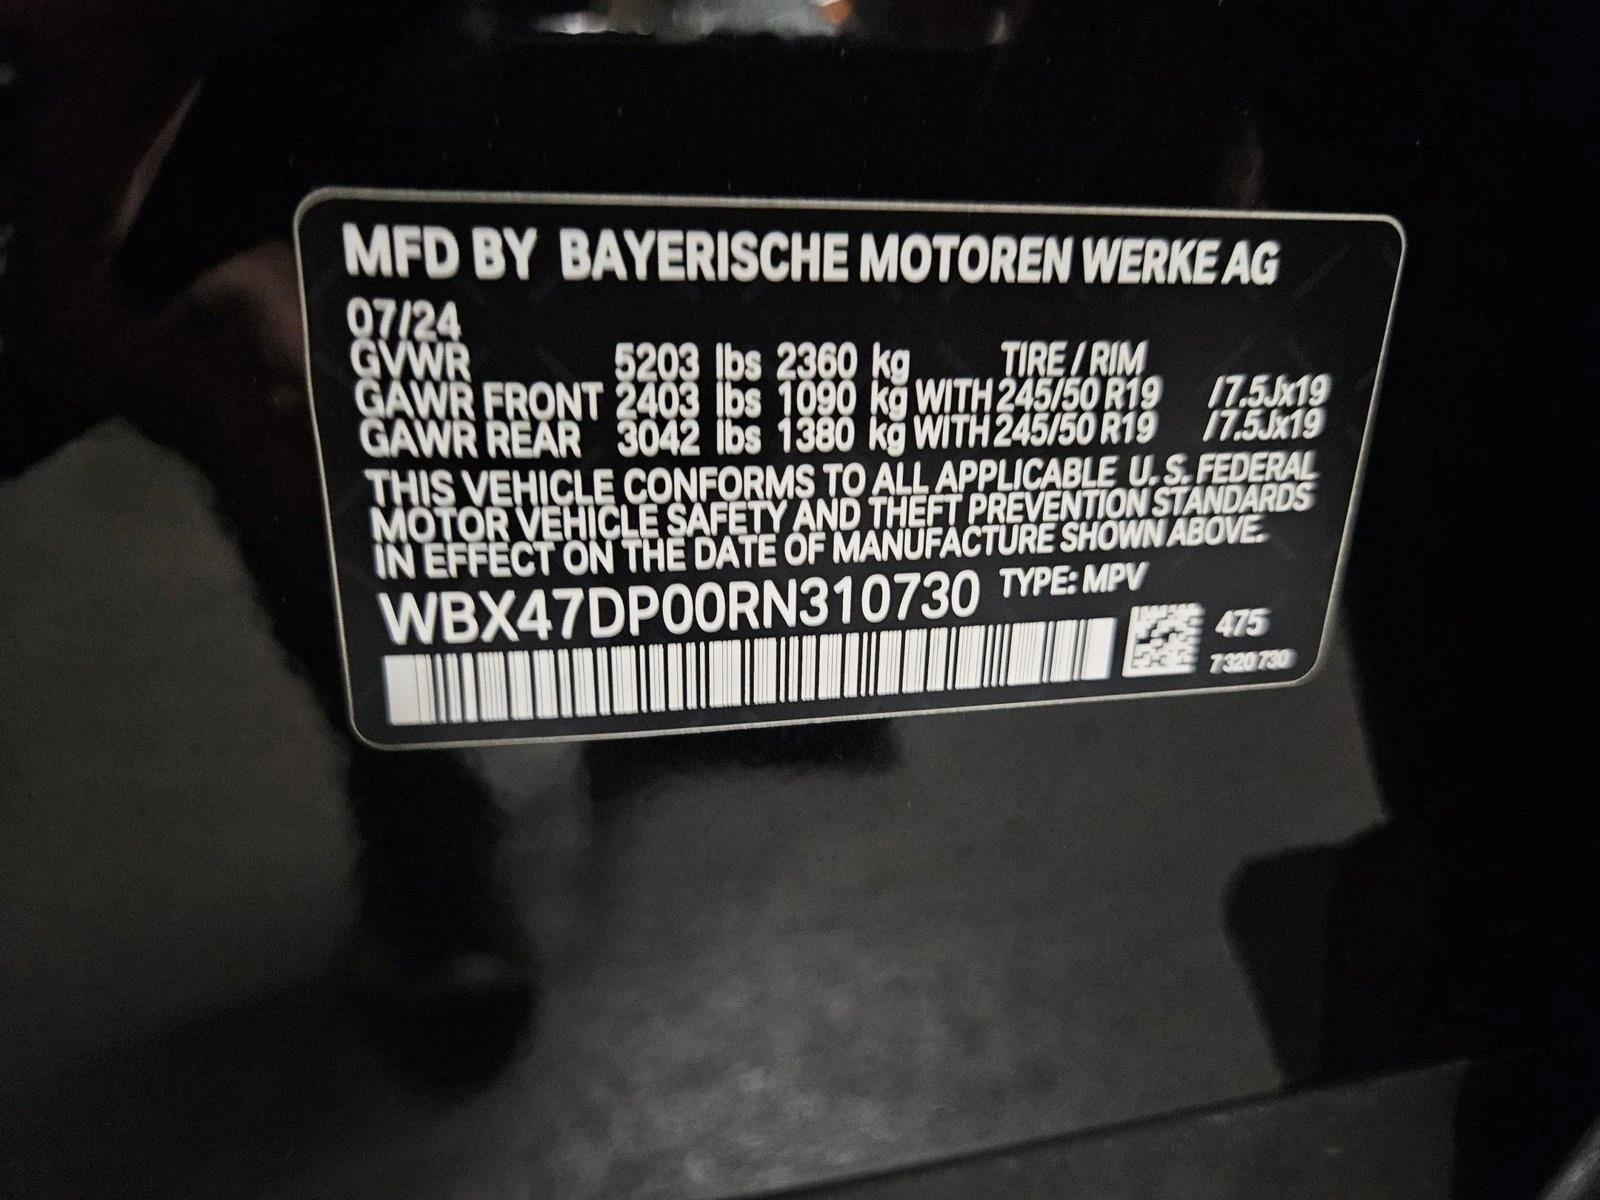 MFD BY BAYERISCHE MOTOREN WERKE AG
07/24
GVWR 5203 lbs 2360 kg TIRE / RIM
GAWR FRONT 2403 lbs 1090 kg WITH 245/50 R19 /7.5Jx19
GAWR REAR 3042 lbs 1380 kg WITH 245/50 R19 /7.5Jx19
THIS VEHICLE CONFORMS TO ALL APPLICABLE U. S. FEDERAL
MOTOR VEHICLE SAFETY AND THEFT PREVENTION STANDARDS
IN EFFECT ON THE DATE OF MANUFACTURE SHOWN ABOVE.
WBX47DP00RN310730 TYPE: MPV
475
7 320 730